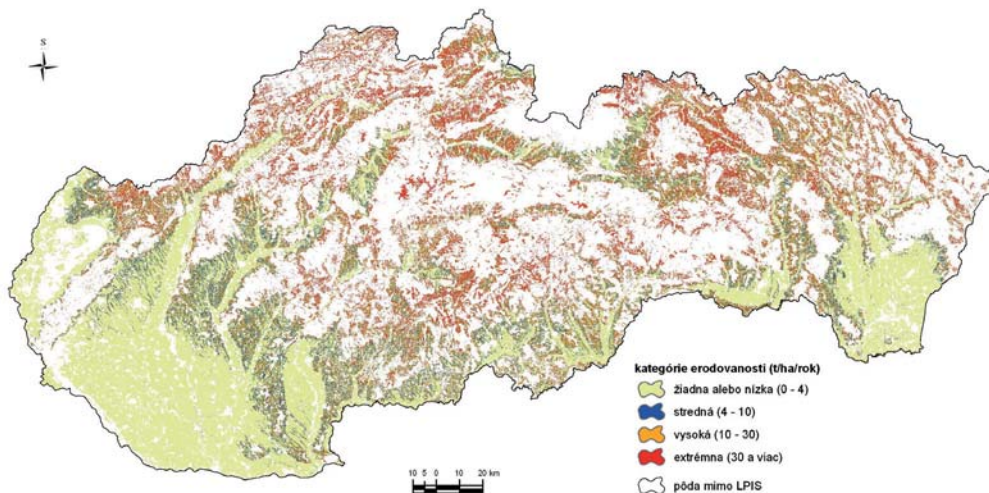 S
kategórie erodovanosti (t/ha/rok)
žiadna alebo nízka (0 - 4)
stredná (4 - 10)
vysoká (10 - 30)
extrémna (30 a viac)
pôda mimo LPIS
10 5 0 10 20 km